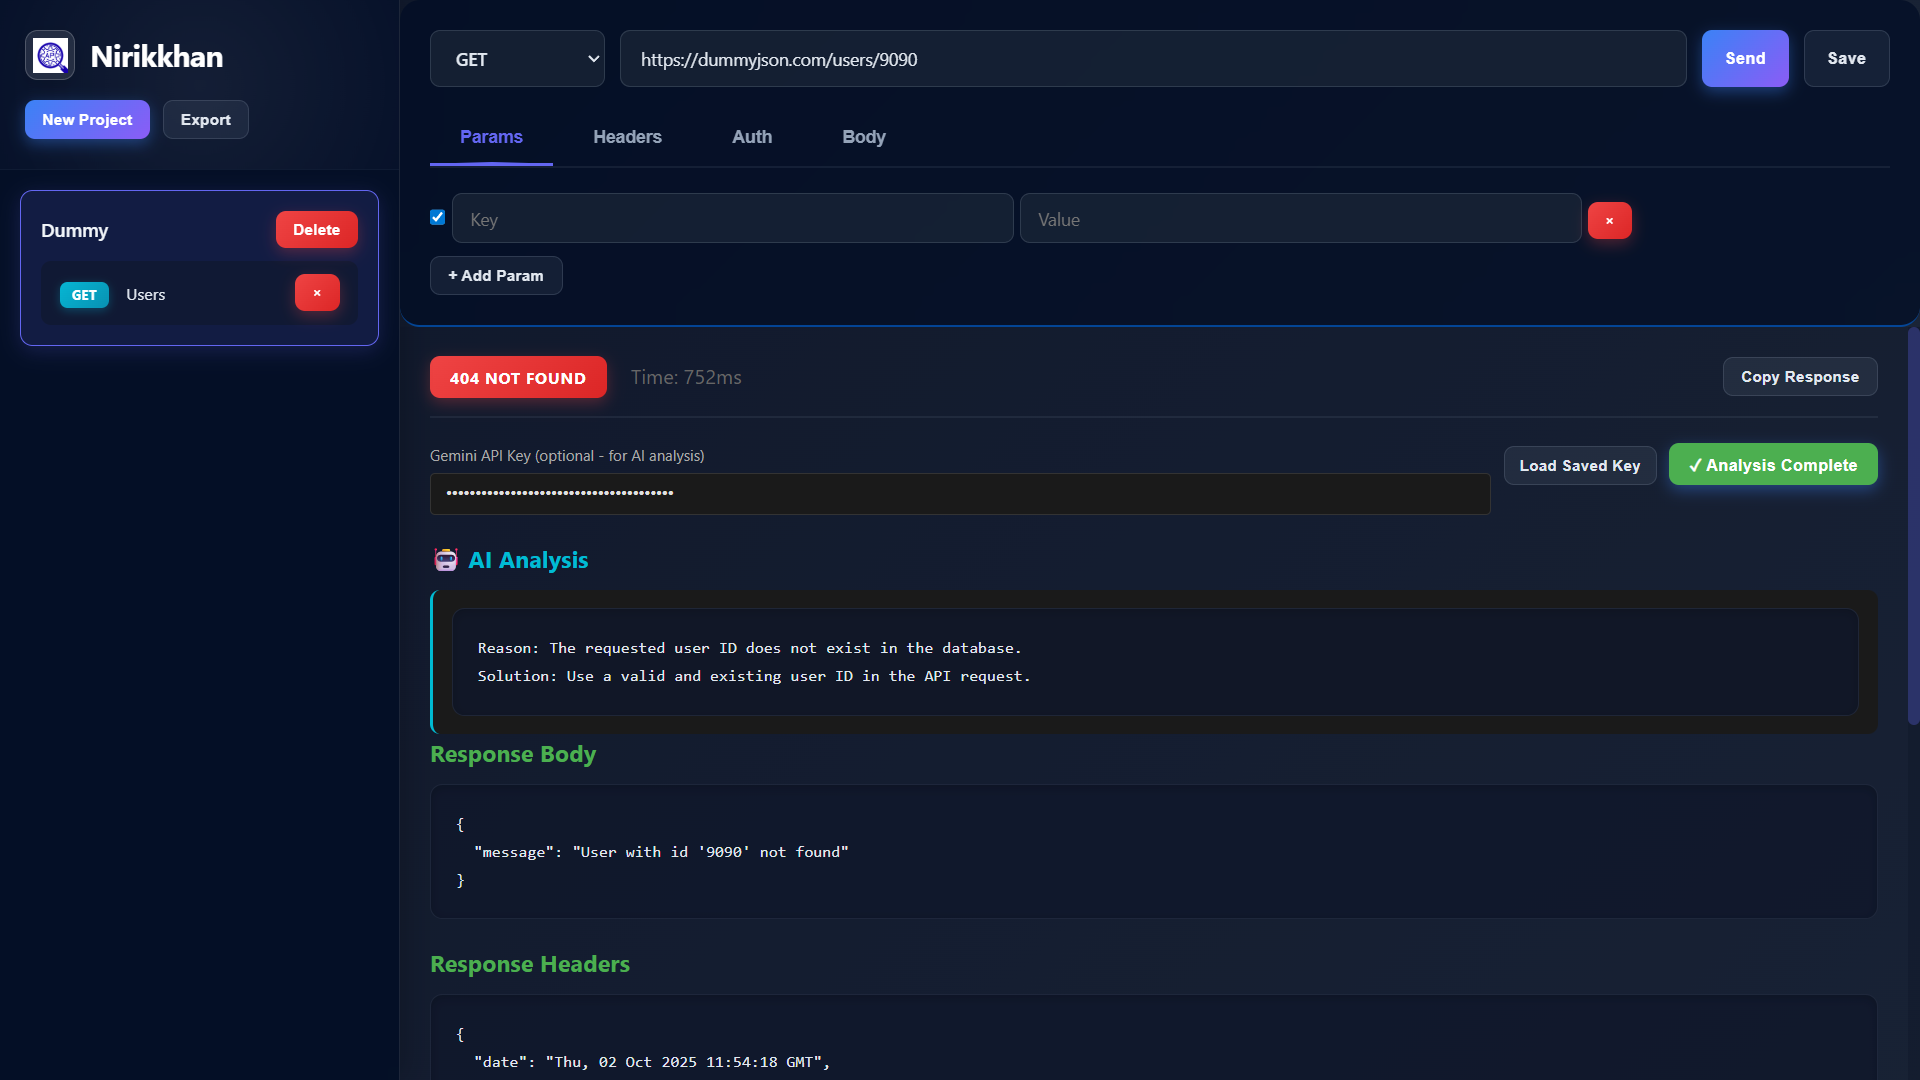 Nirikkhan
New Project
Export
Dummy
Delete
GET
Users
×
GET
https://dummyjson.com/users/9090
Send
Save
Params
Headers
Auth
Body
Key
Value
×
+ Add Param
404 NOT FOUND
Time: 752ms
Copy Response
Gemini API Key (optional - for AI analysis)
••••••••••••••••••••••••••••••••••••••
Load Saved Key
✓ Analysis Complete
AI Analysis
Reason: The requested user ID does not exist in the database.
Solution: Use a valid and existing user ID in the API request.
Response Body
{
"message": "User with id '9090' not found"
}
Response Headers
{
"date": "Thu, 02 Oct 2025 11:54:18 GMT",